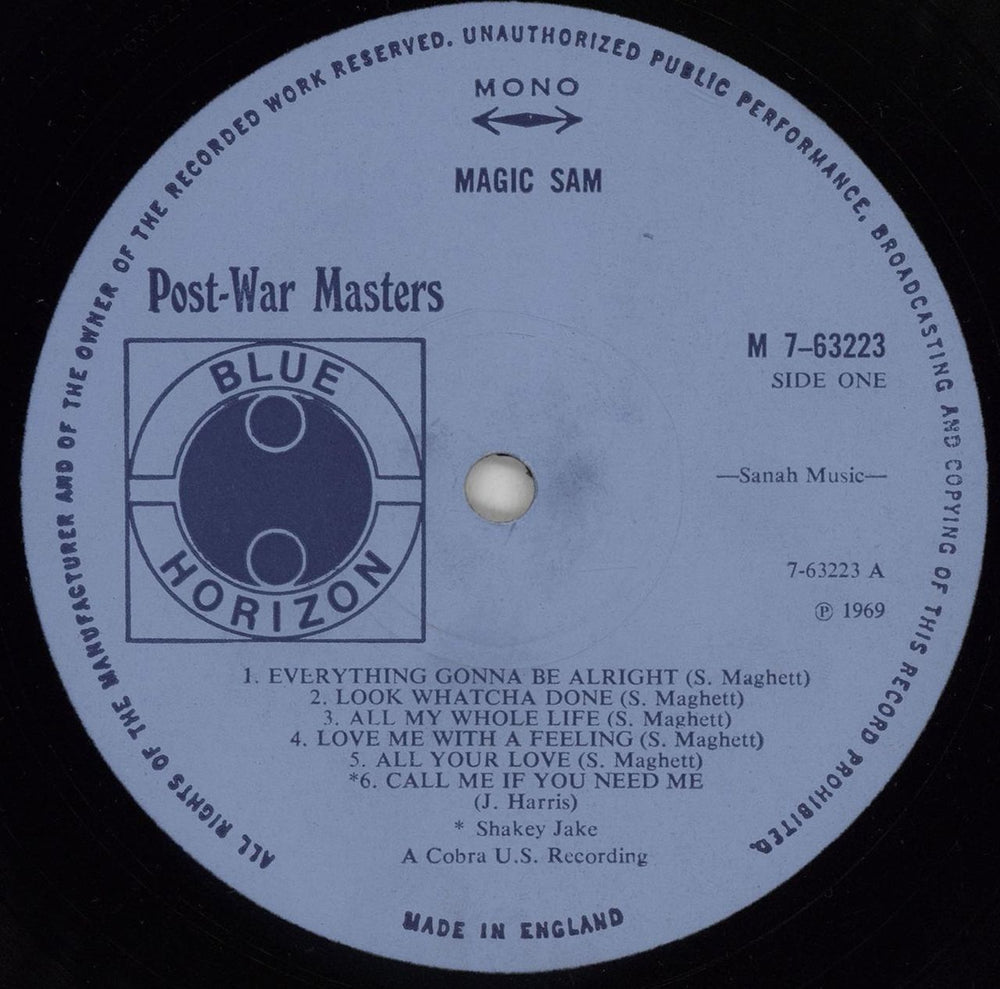 ALL RIGHTS OF THE MANUFACTURER AND OF THE OWNER OF THE RECORDED WORK RESERVED. UNAUTHORIZED PUBLIC PERFORMANCE, BROADCASTING AND COPYING OF THIS RECORD PROHIBITED.
MONO
MAGIC SAM
Post-War Masters
BLUE
HORIZON
M 7-63223
SIDE ONE
—Sanah Music—
7-63223 A
℗ 1969
1. EVERYTHING GONNA BE ALRIGHT (S. Maghett)
2. LOOK WHATCHA DONE (S. Maghett)
3. ALL MY WHOLE LIFE (S. Maghett)
4. LOVE ME WITH A FEELING (S. Maghett)
5. ALL YOUR LOVE (S. Maghett)
*6. CALL ME IF YOU NEED ME
(J. Harris)
* Shakey Jake
A Cobra U.S. Recording
MADE IN ENGLAND